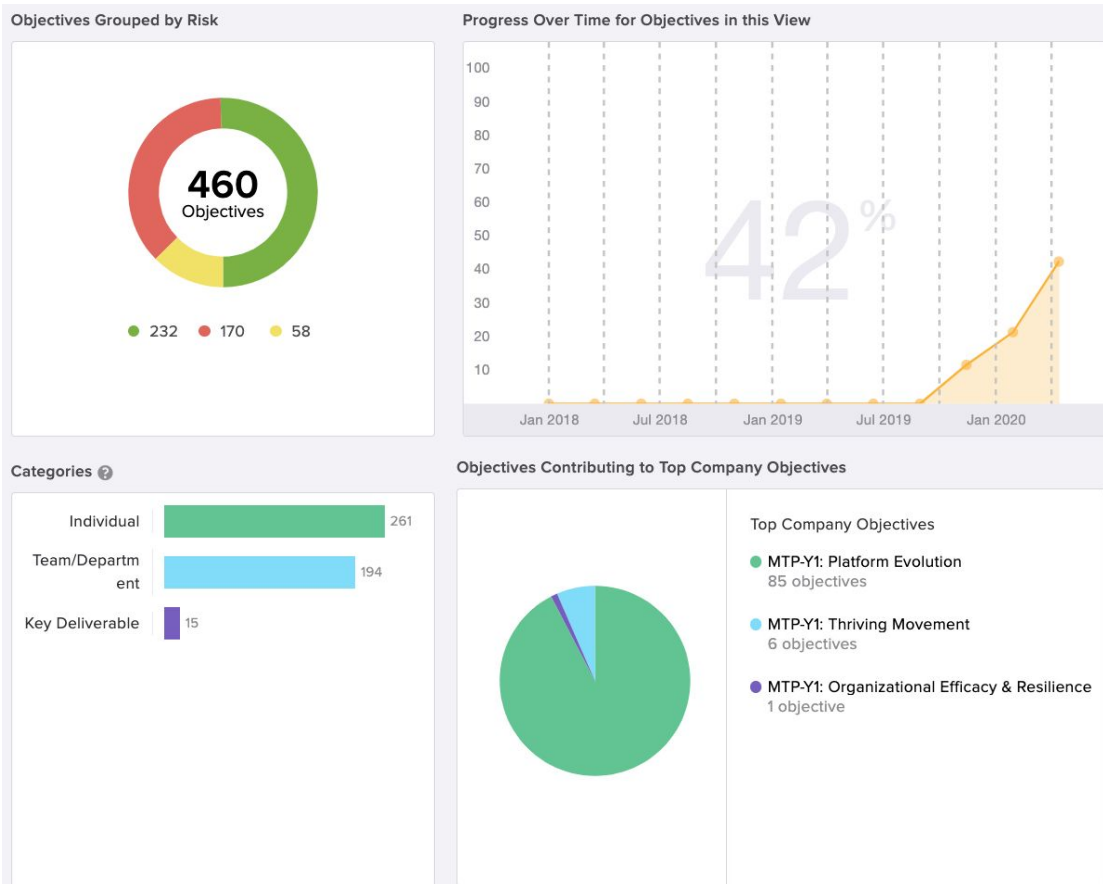 Objectives Grouped by Risk
460
Objectives
232 170 58
Progress Over Time for Objectives in this View
100
90
80
70
60
50
40
30
20
10
42%
Jan 2018 Jul 2018 Jan 2019 Jul 2019 Jan 2020
Categories ?
Individual 261
Team/Departm
ent
194
Key Deliverable 15
Objectives Contributing to Top Company Objectives
Top Company Objectives
MTP-Y1: Platform Evolution
85 objectives
MTP-Y1: Thriving Movement
6 objectives
MTP-Y1: Organizational Efficacy & Resilience
1 objective